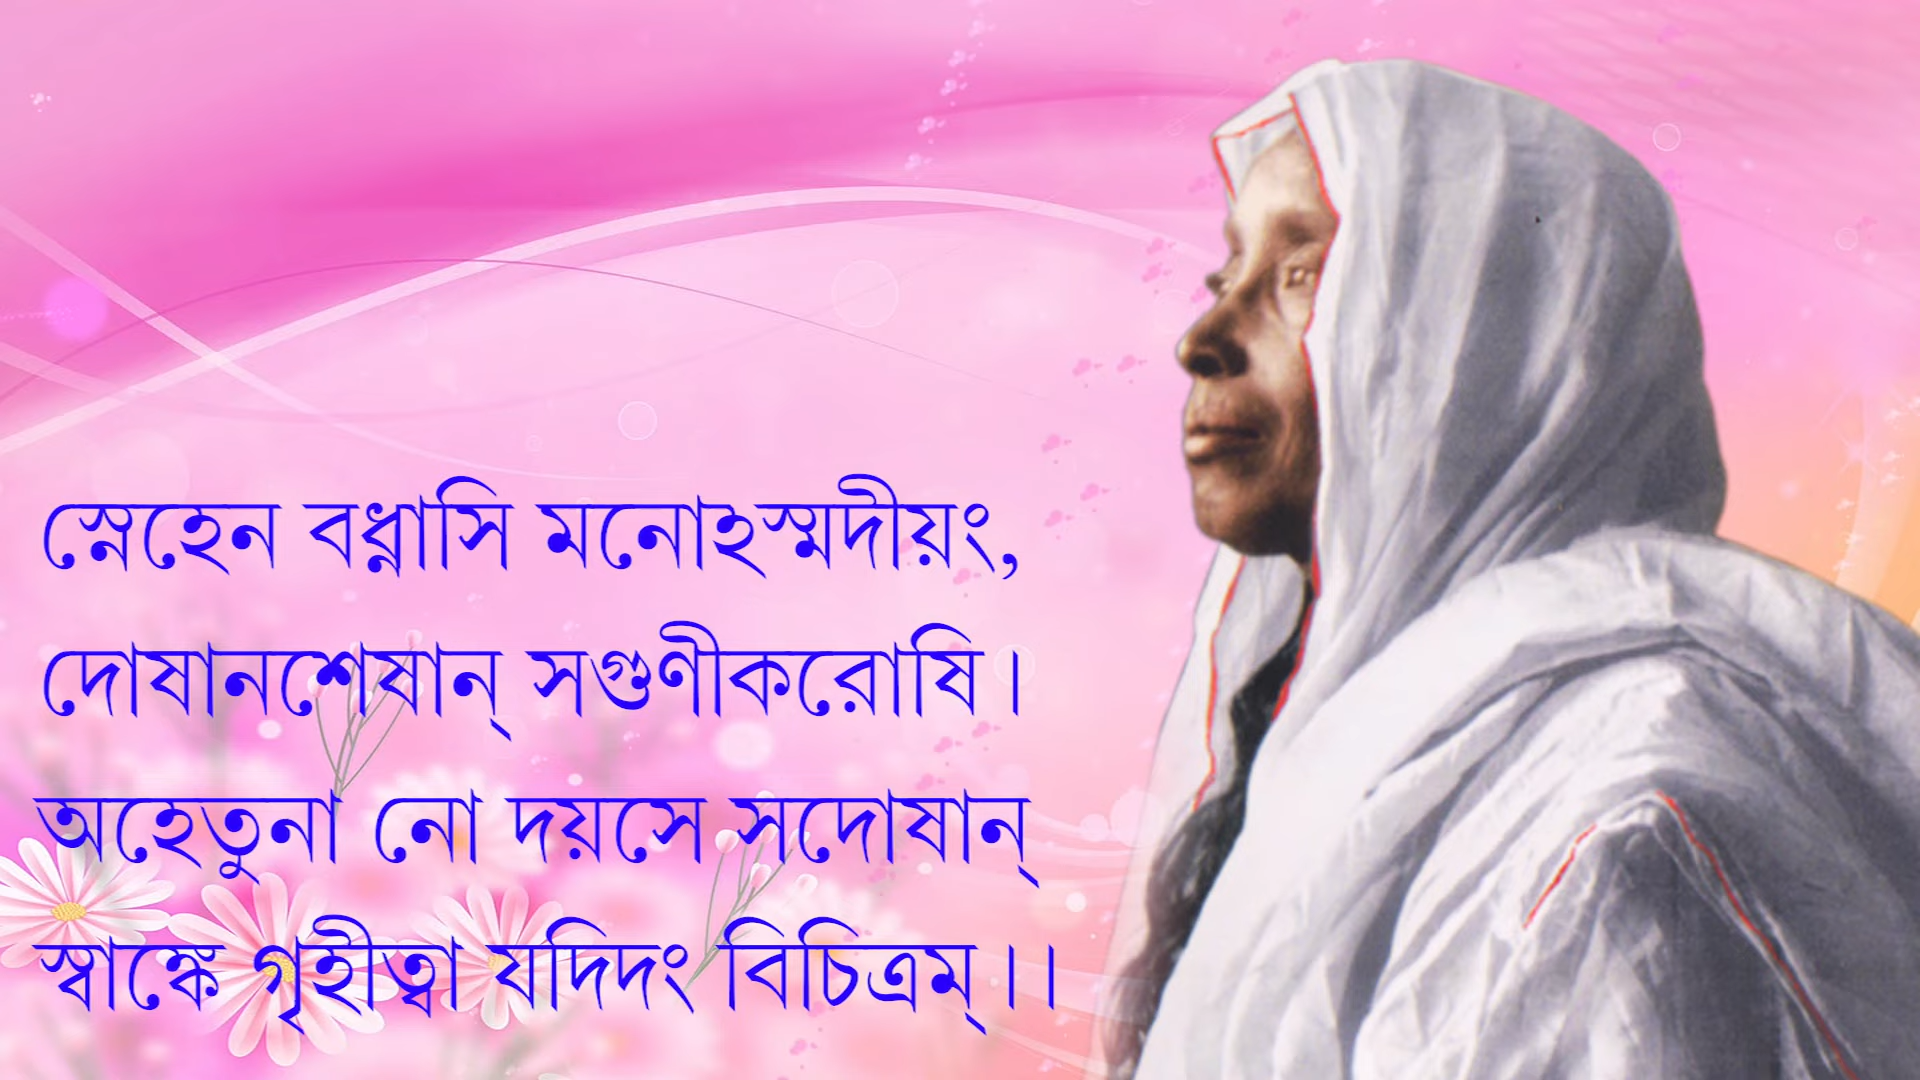 স্নেহেন বধ্নাসি মনোঽস্মদীয়ং,
দোষানশেষান্ সগুণীকরোষি।
অহেতুনা নো দয়সে সদোষান্
স্বাঙ্কে গৃহীত্বা যদিদং বিচিত্রম্।।